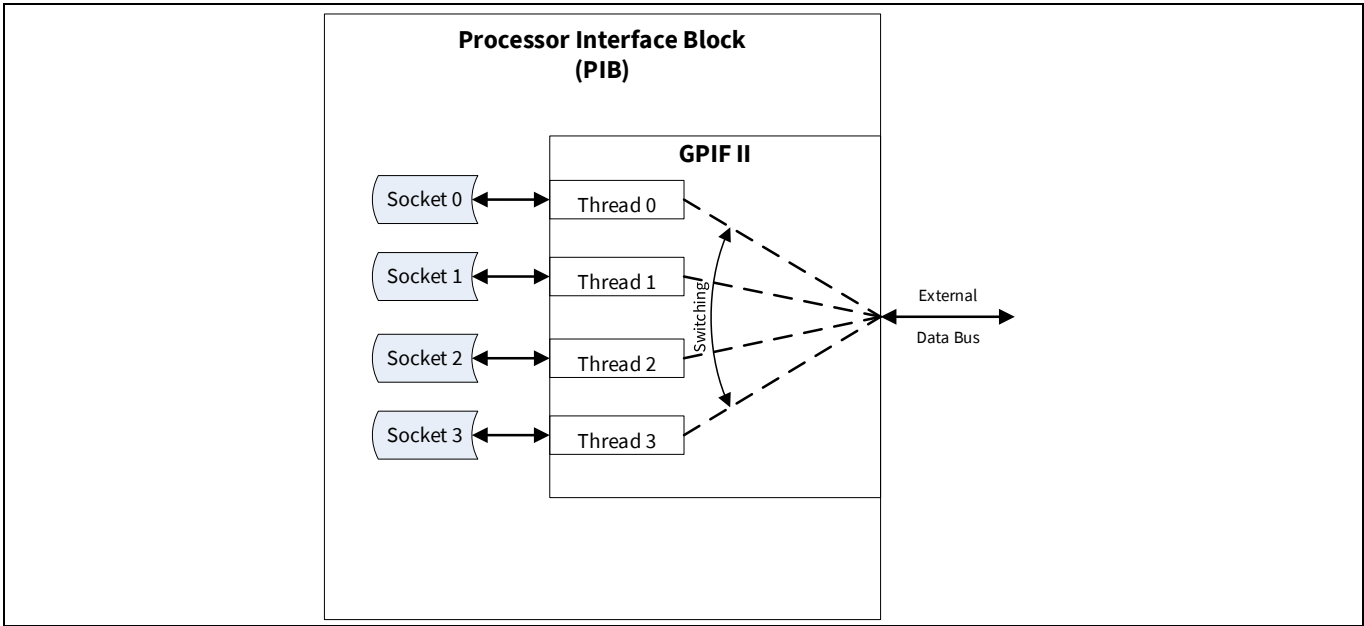 Processor Interface Block
(PIB)
GPIF II
Socket 0
Thread 0
Socket 1
Thread 1
Switching
External
Data Bus
Socket 2
Thread 2
Socket 3
Thread 3